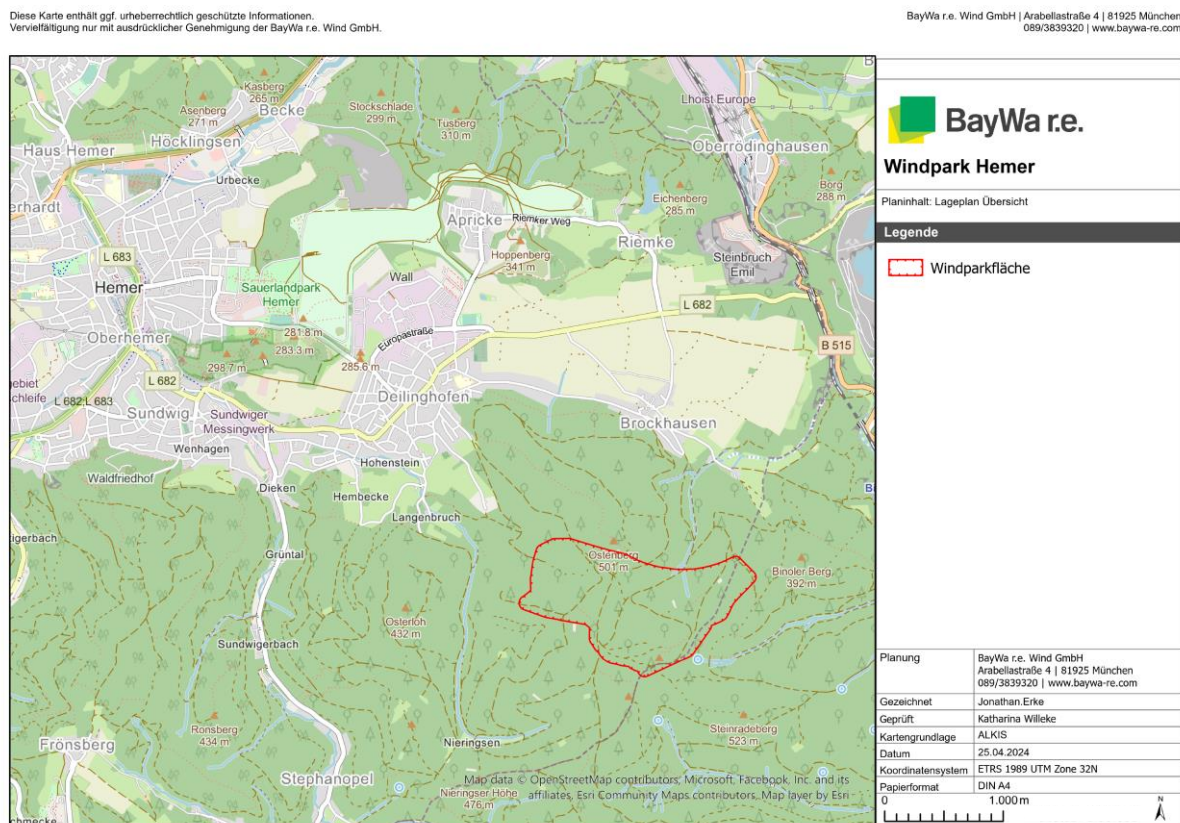 Diese Karte enthält ggf. urheberrechtlich geschützte Informationen.
Vervielfältigung nur mit ausdrücklicher Genehmigung der BayWa r.e. Wind GmbH.
BayWa r.e. Wind GmbH | Arabellastraße 4 | 81925 München
089/3839320 | www.baywa-re.com
Kasberg
265 m
Becke
Asenberg
271 m
Stockschlade
299 m
Tüsberg
310 m
Lhoist Europe
Haus Hemer
Höcklingsen
Oberrödinghausen
Urbecke
Eichenberg
285 m
Borg
288 m
erhardt
Apricke
Riemker Weg
Riemke
L 683
Hoppenberg
341 m
Steinbruch
Emil
Wall
Hemer
Sauerlandpark
Hemer
L 682
281.8 m
Europastraße
Oberhemer
283.3 m
B 515
298.7 m
285.6 m
L 682
gebiet
chleife
L 682;L 683
Deilinghofen
Sundwig
Sundwiger
Messingwerk
Brockhausen
Wenhagen
Hohenstein
Waldfriedhof
Dieken
Hembecke
Langenbruch
tigerbach
Grüntal
Ostenberg
501 m
Binoler Berg
392 m
Osterloh
432 m
Sundwigerbach
Ronsberg
434 m
Steinradeberg
523 m
Frönsberg
Nieringsen
Stephanopel
Nieringser Höhe
476 m
chmecke
Map data © OpenStreetMap contributors, Microsoft, Facebook, Inc. and its
affiliates, Esri Community Maps contributors, Map layer by Esri
BayWa r.e.
Windpark Hemer
Planinhalt: Lageplan Übersicht
Legende
Windparkfläche
Planung BayWa r.e. Wind GmbH
Arabellastraße 4 | 81925 München
089/3839320 | www.baywa-re.com
Gezeichnet Jonathan.Erke
Geprüft Katharina Willeke
Kartengrundlage ALKIS
Datum 25.04.2024
Koordinatensystem ETRS 1989 UTM Zone 32N
Papierformat DIN A4
0 1.000 m
N